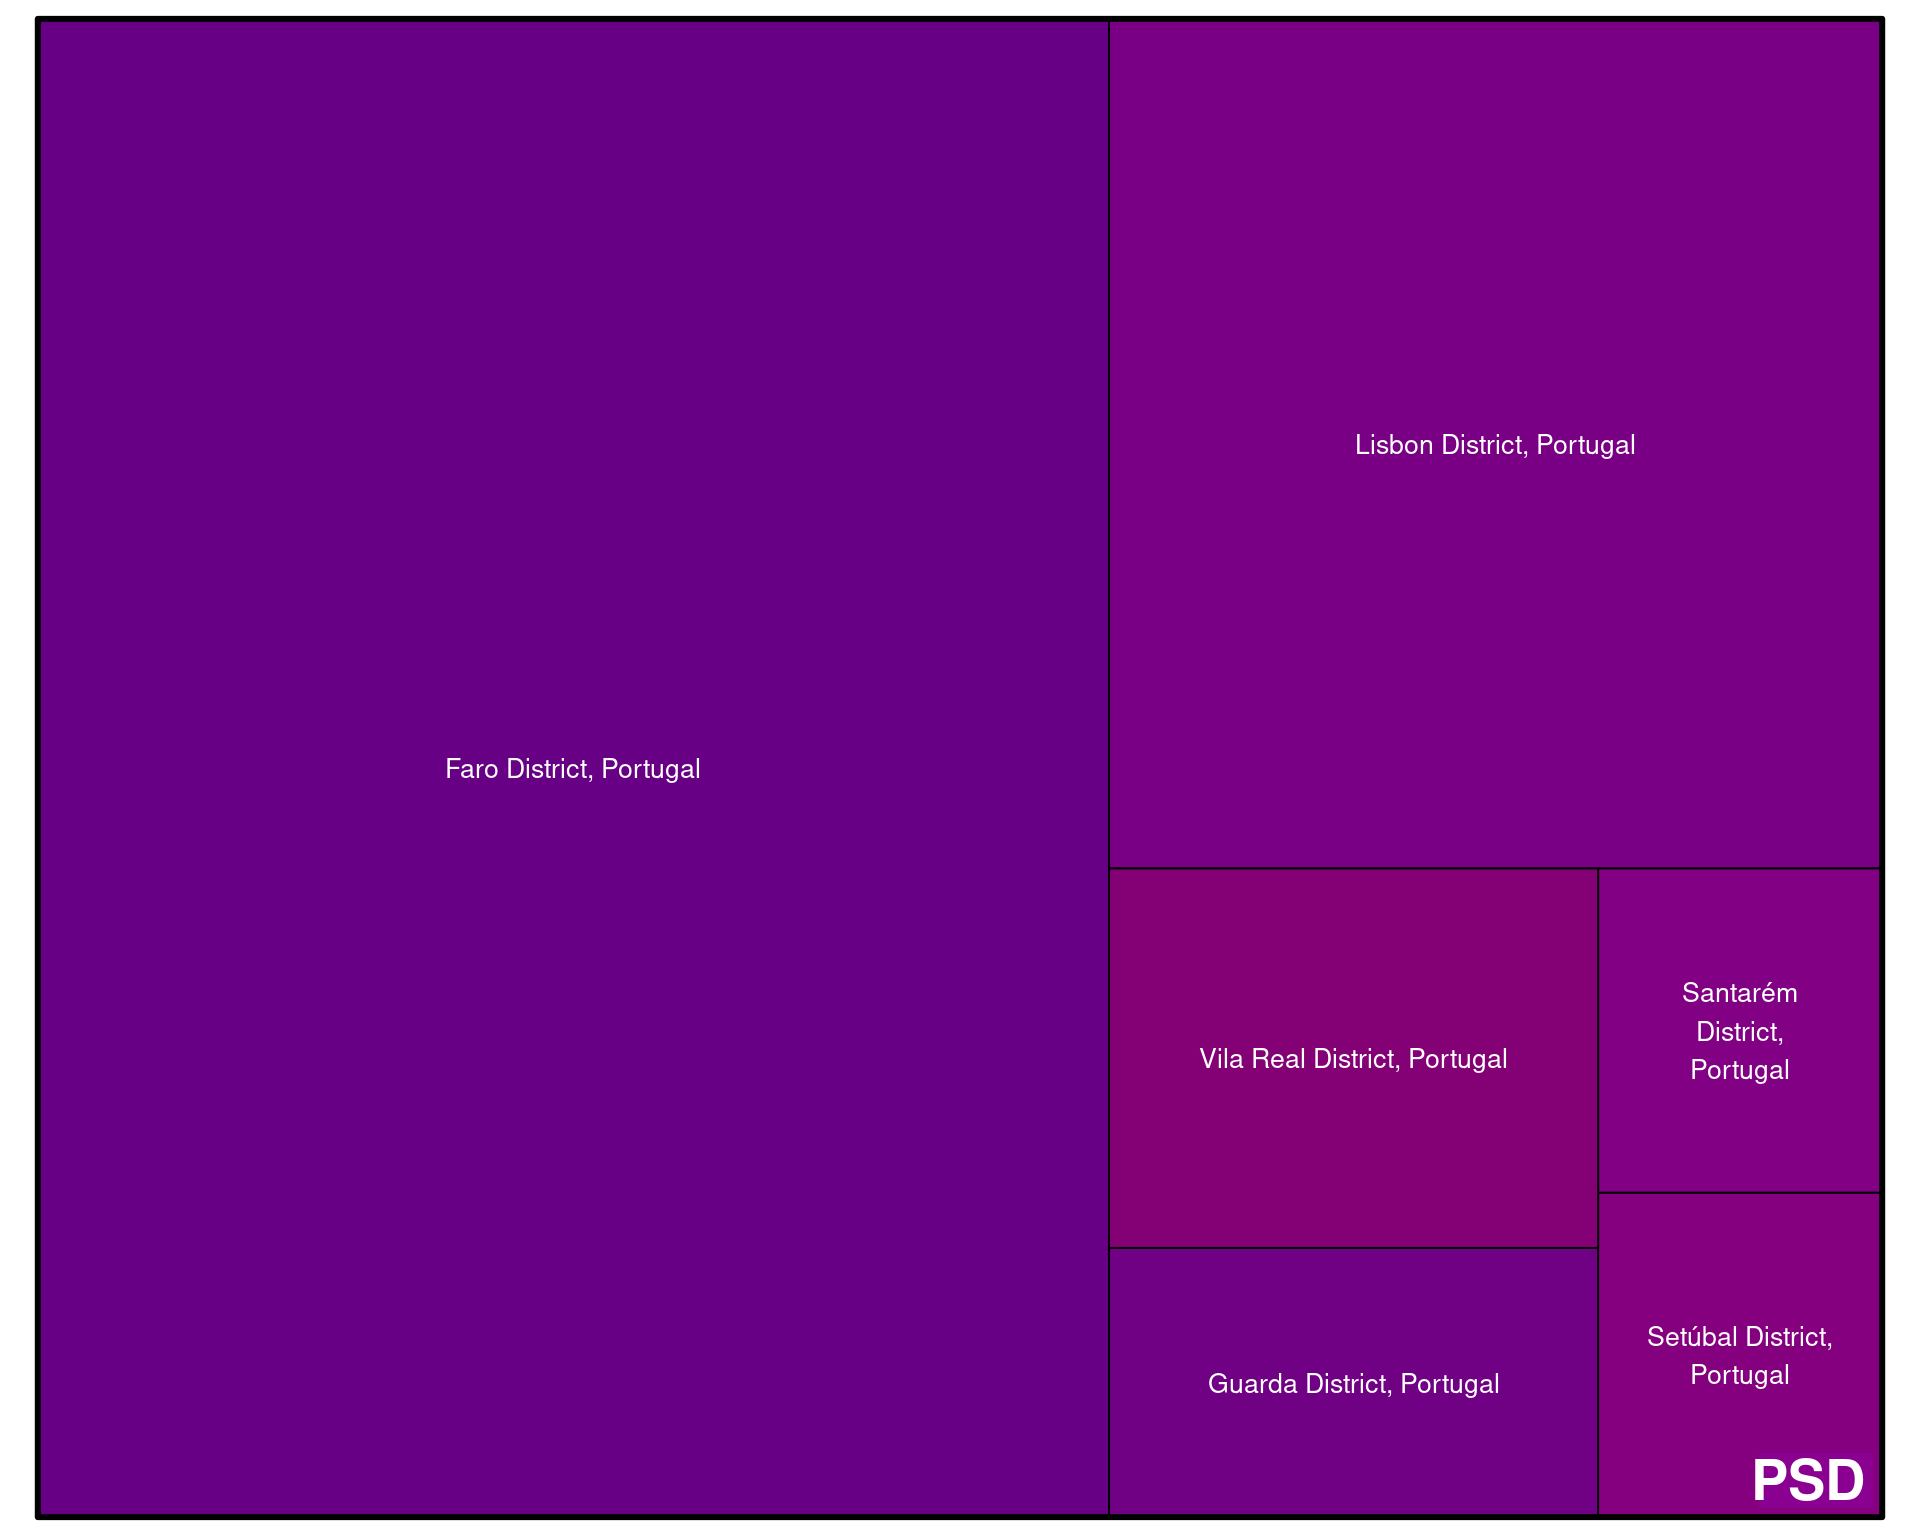 Lisbon District, Portugal
Faro District, Portugal
Vila Real District, Portugal
Santarém
District,
Portugal
Guarda District, Portugal
Setúbal District,
Portugal
PSD